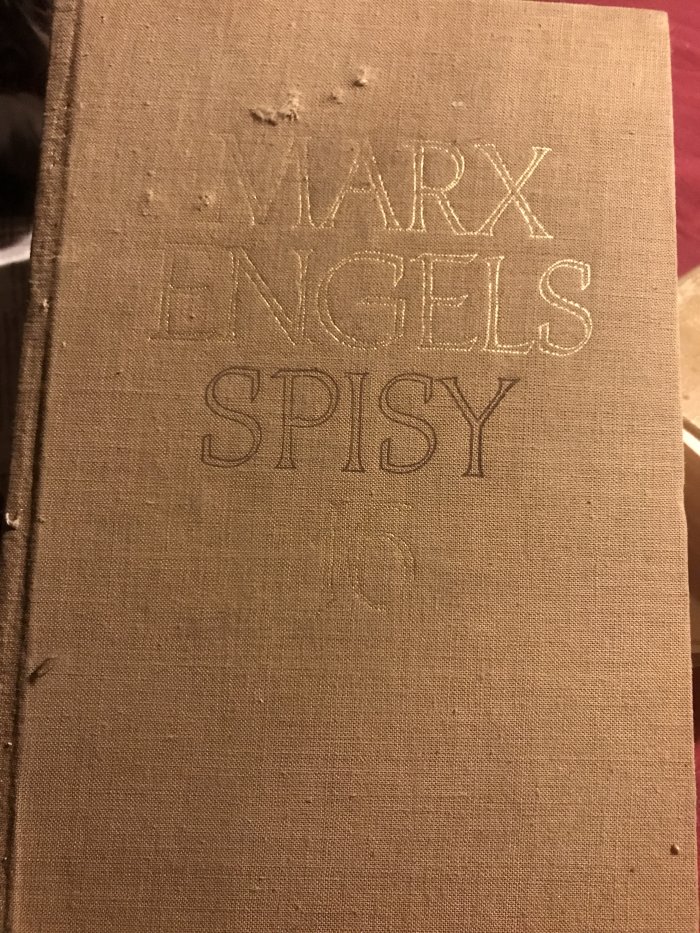 MARX
ENGELS
SPISY
16